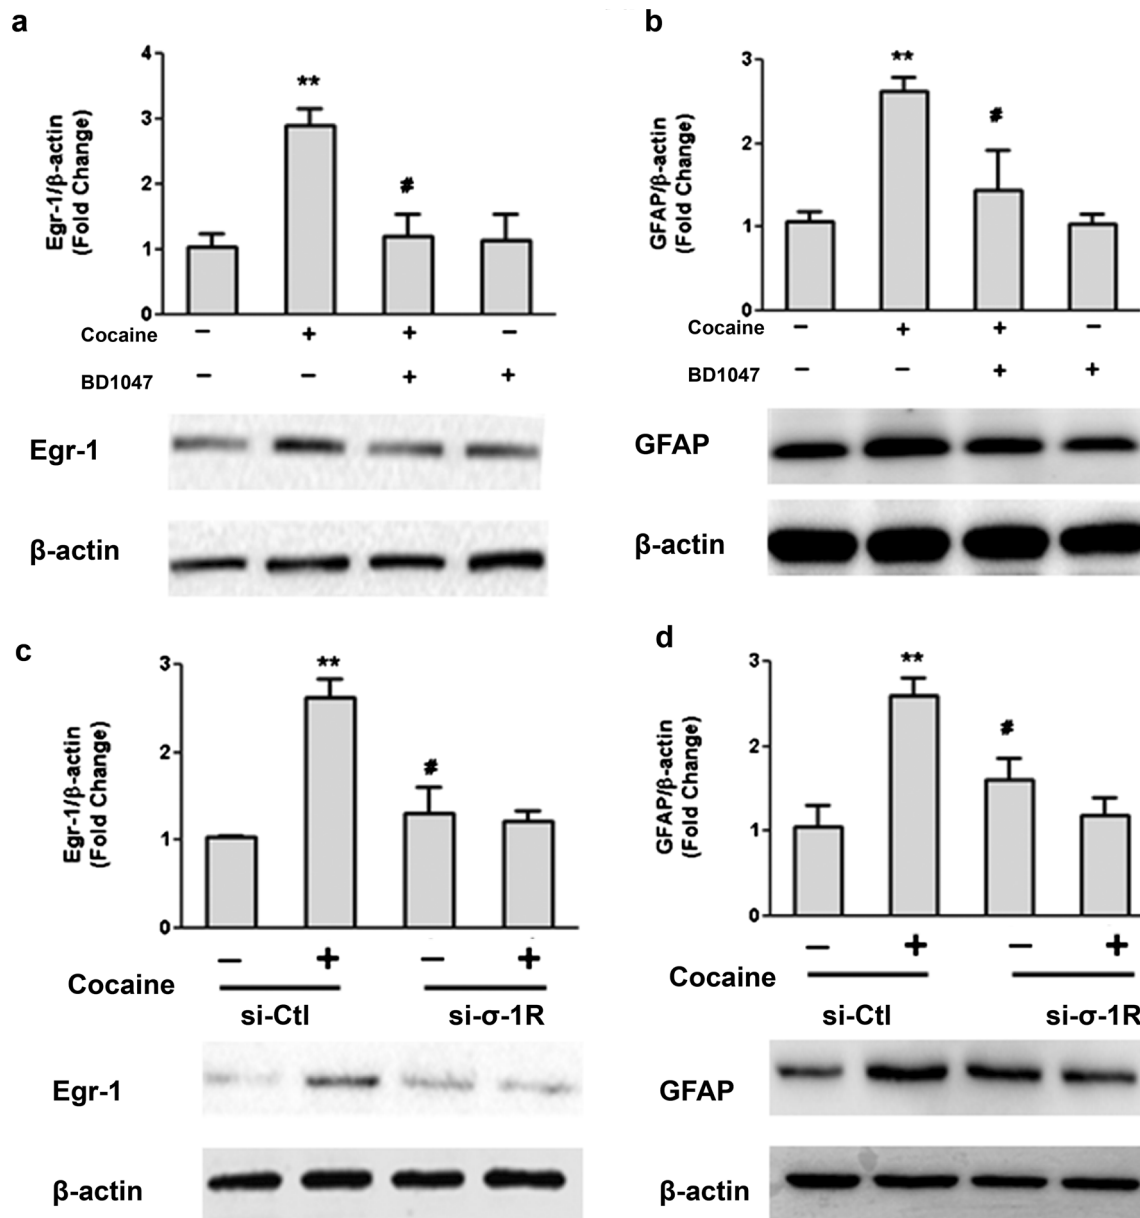 a
4
3
2
1
0
Egr-1/β-actin
(Fold Change)
**
#
Cocaine − + + −
BD1047 − − + +
Egr-1
β-actin
b
3
2
1
0
GFAP/β-actin
(Fold Change)
**
#
Cocaine − + + −
BD1047 − − + +
GFAP
β-actin
c
3
2
1
0
Egr-1/β-actin
(Fold Change)
**
#
− + − +
Cocaine
si-Ctl si-σ-1R
Egr-1
β-actin
d
3
2
1
0
GFAP/β-actin
(Fold Change)
**
#
− + − +
Cocaine
si-Ctl si-σ-1R
GFAP
β-actin